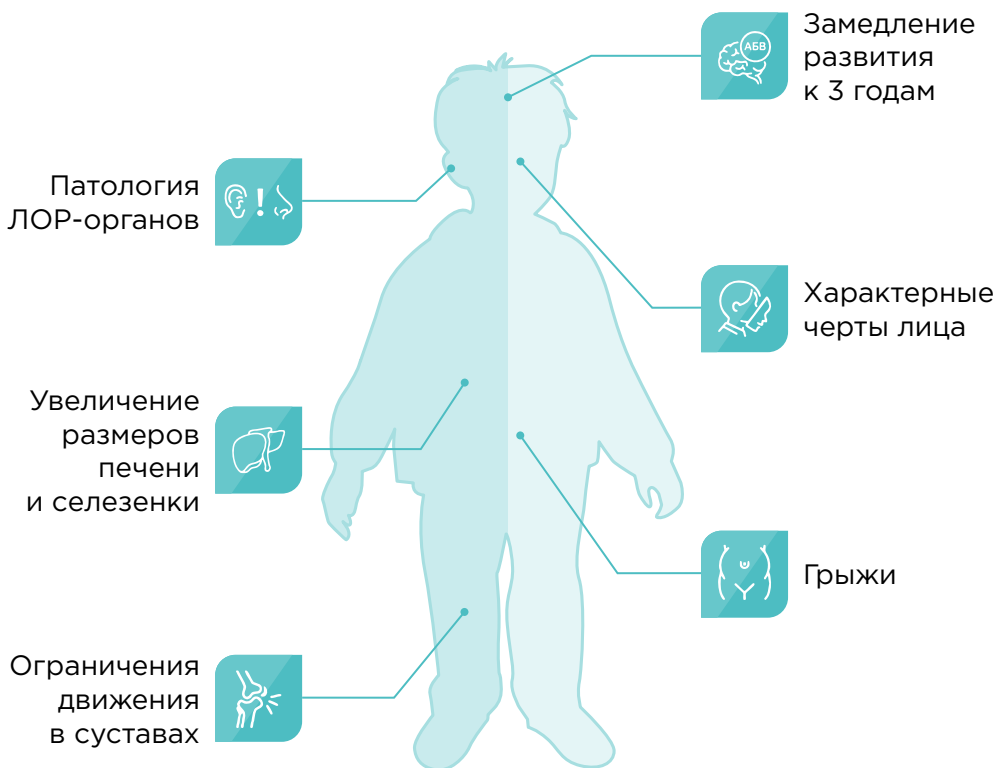 Замедление
развития
к 3 годам
АБВ
Патология
ЛОР-органов
Характерные
черты лица
Увеличение
размеров
печени
и селезенки
Грыжи
Ограничения
движения
в суставах